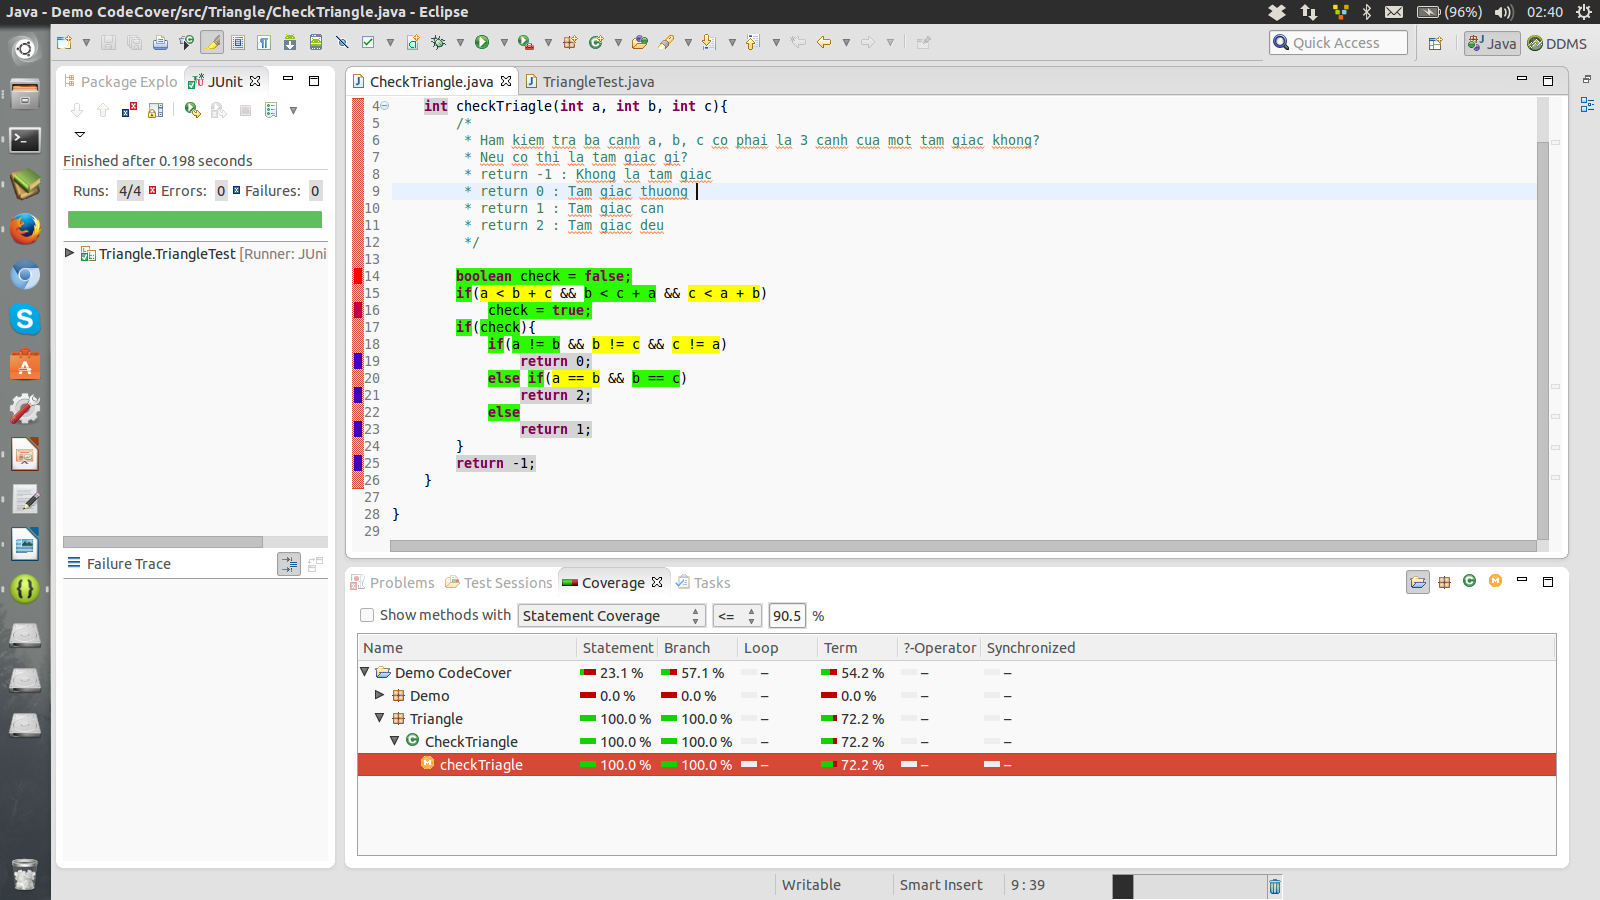 Java - Demo CodeCover/src/Triangle/CheckTriangle.java - Eclipse
(96%) 02:40
Quick Access
Java
DDMS
Package Explo
JUnit
Finished after 0.198 seconds
Runs: 4/4 Errors: 0 Failures: 0
Triangle.TriangleTest [Runner: JUni
Failure Trace
CheckTriangle.java
TriangleTest.java
4 int checkTriagle(int a, int b, int c){
5 /*
6 * Ham kiem tra ba canh a, b, c co phai la 3 canh cua mot tam giac khong?
7 * Neu co thi la tam giac gi?
8 * return -1 : Khong la tam giac
9 * return 0 : Tam giac thuong
10 * return 1 : Tam giac can
11 * return 2 : Tam giac deu
12 */
13
14 boolean check = false;
15 if(a < b + c && b < c + a && c < a + b)
16 check = true;
17 if(check){
18 if(a != b && b != c && c != a)
19 return 0;
20 else if(a == b && b == c)
21 return 2;
22 else
23 return 1;
24 }
25 return -1;
26 }
27
28 }
29
Problems
Test Sessions
Coverage
Tasks
Show methods with Statement Coverage <= 90.5 %
Name Statement Branch Loop Term ?-Operator Synchronized
Demo CodeCover 23.1 % 57.1 % – 54.2 % – –
Demo 0.0 % 0.0 % – 0.0 % – –
Triangle 100.0 % 100.0 % – 72.2 % – –
CheckTriangle 100.0 % 100.0 % – 72.2 % – –
checkTriagle 100.0 % 100.0 % – 72.2 % – –
Writable
Smart Insert
9 : 39